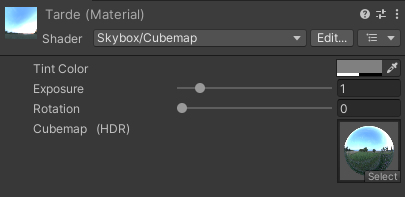 Tarde (Material)
Shader Skybox/Cubemap Edit...
Tint Color
Exposure 1
Rotation 0
Cubemap (HDR)
Select